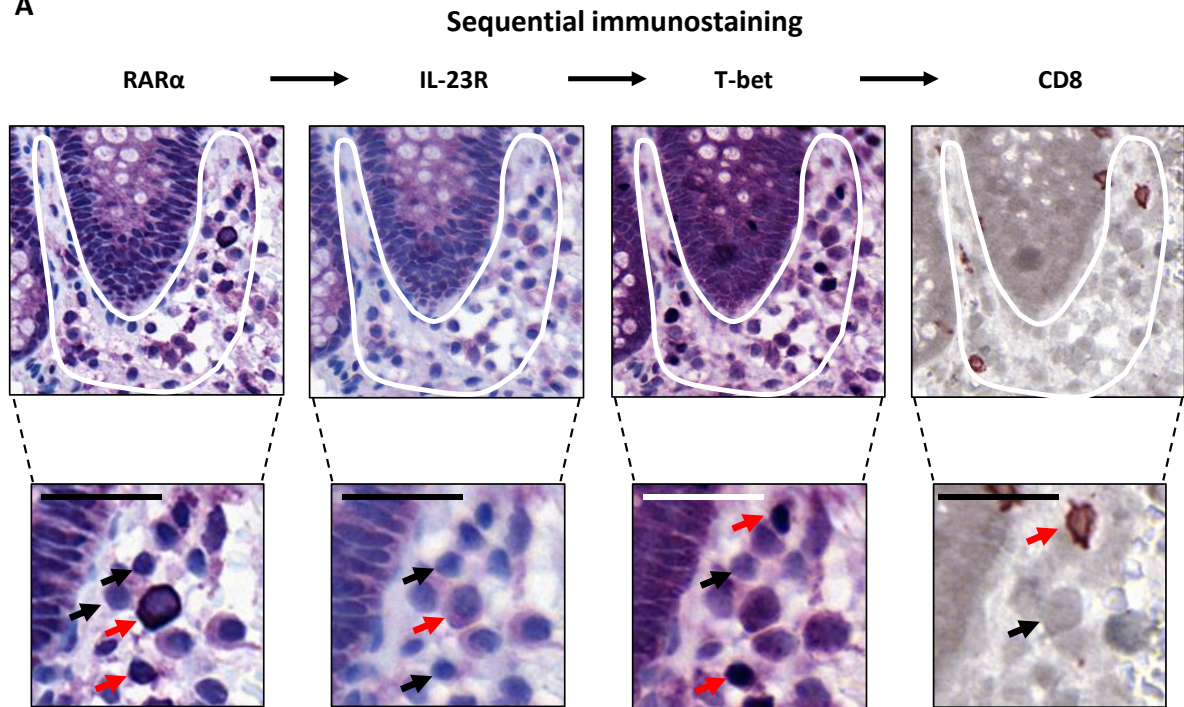 A
Sequential immunostaining
RARα IL-23R T-bet CD8